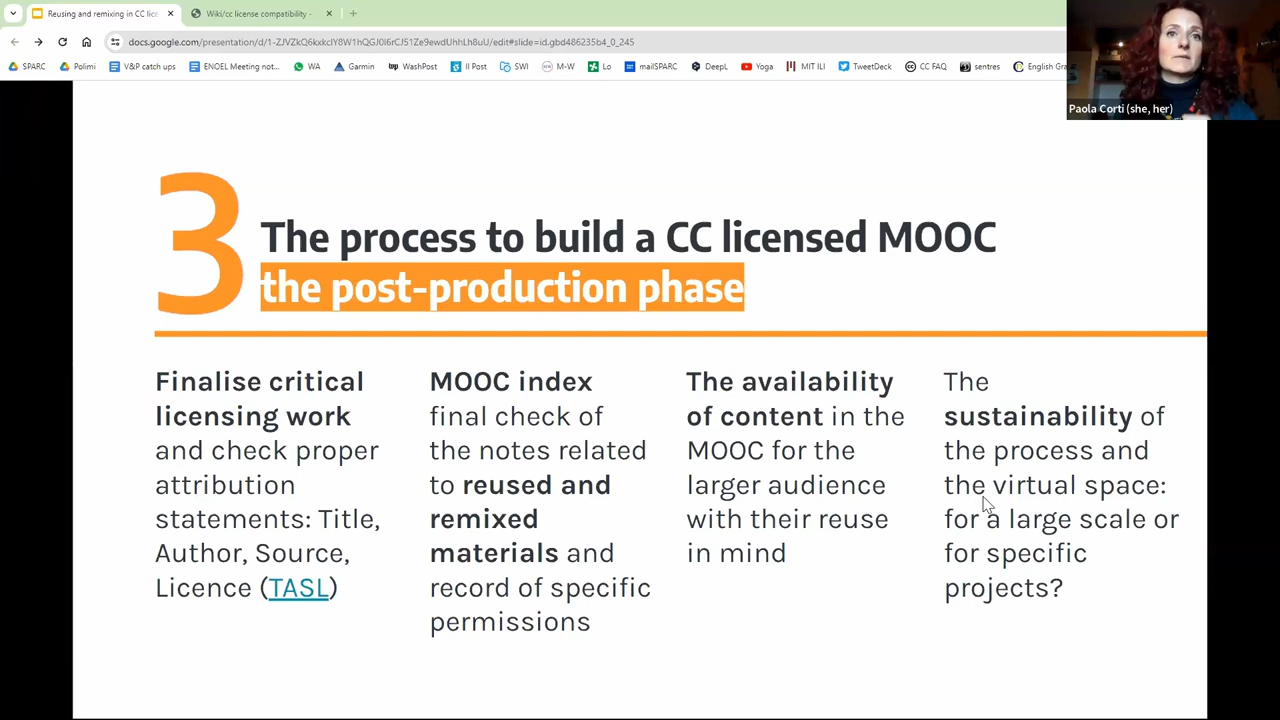 Reusing and remixing in CC lice
Wiki/cc license compatibility -
docs.google.com/presentation/d/1-ZJVZkQ6kxkcIY8W1hQGJ0I6rCJ51Ze9ewdUhhLh8uU/edit#slide=id.gbd486235b4_0_245
SPARC
Polimi
V&P catch ups
ENOEL Meeting not...
WA
Garmin
wp WashPost
Il Post
SWI
M-W
Lo
mailSPARC
DeepL
Yoga
MIT ILI
TweetDeck
CC FAQ
sentres
English Gra
Paola Corti (she, her)
3
The process to build a CC licensed MOOC
the post-production phase
Finalise critical
licensing work
and check proper
attribution
statements: Title,
Author, Source,
Licence (TASL)
MOOC index
final check of
the notes related
to reused and
remixed
materials and
record of specific
permissions
The availability
of content in the
MOOC for the
larger audience
with their reuse
in mind
The
sustainability of
the process and
the virtual space:
for a large scale or
for specific
projects?